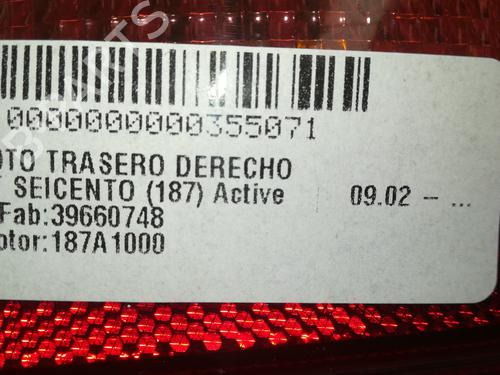 0000000000355071
OTO TRASERO DERECHO
SEICENTO (187) Active 09.02 - ...
Fab:39660748
otor:187A1000